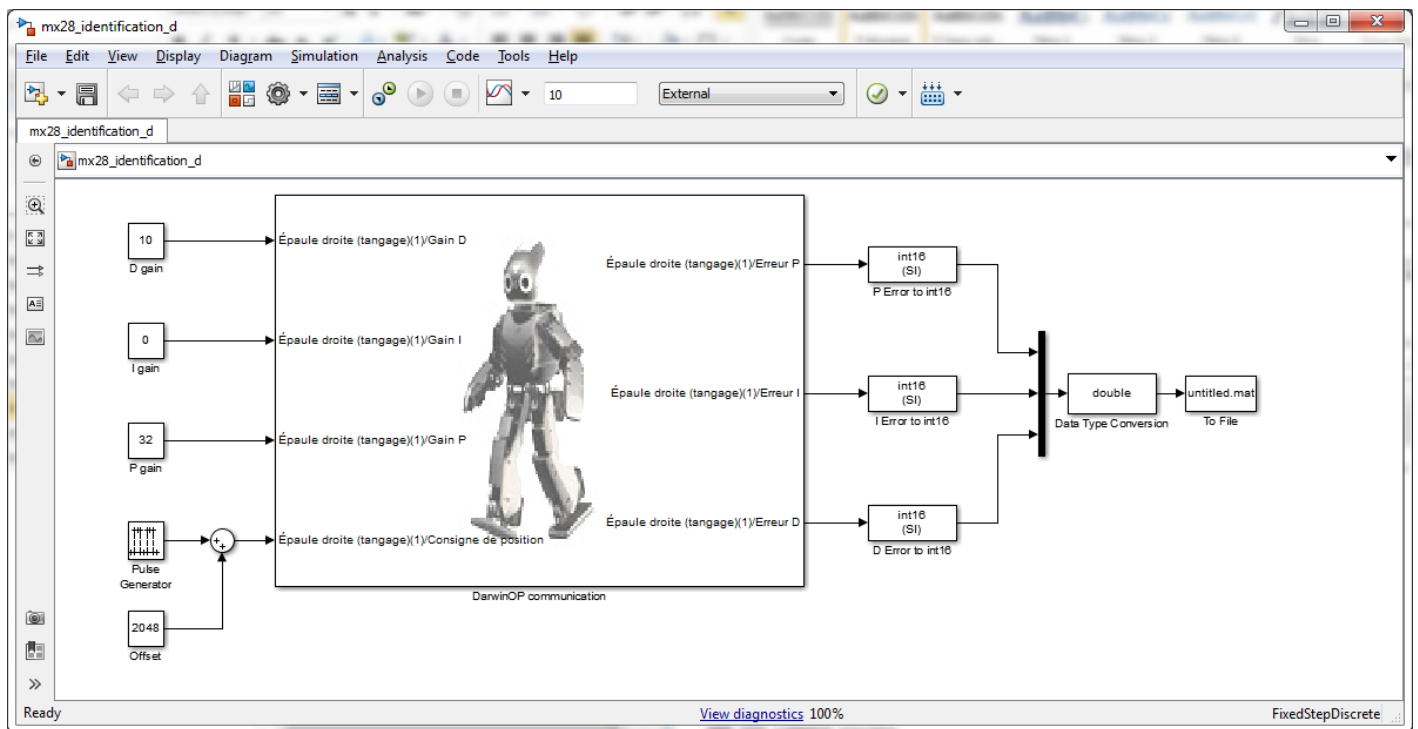 mx28_identification_d
File Edit View Display Diagram Simulation Analysis Code Tools Help
10 External
mx28_identification_d
mx28_identification_d
10
D gain
0
I gain
32
P gain
Pulse
Generator
2048
Offset
Épaule droite (tangage)(1)/Gain D
Épaule droite (tangage)(1)/Gain I
Épaule droite (tangage)(1)/Gain P
Épaule droite (tangage)(1)/Consigne de position
Épaule droite (tangage)(1)/Erreur P
Épaule droite (tangage)(1)/Erreur I
Épaule droite (tangage)(1)/Erreur D
DarwinOP communication
int16
(SI)
P Error to int16
int16
(SI)
I Error to int16
int16
(SI)
D Error to int16
double
Data Type Conversion
untitled.mat
To File
Ready View diagnostics 100% FixedStepDiscrete